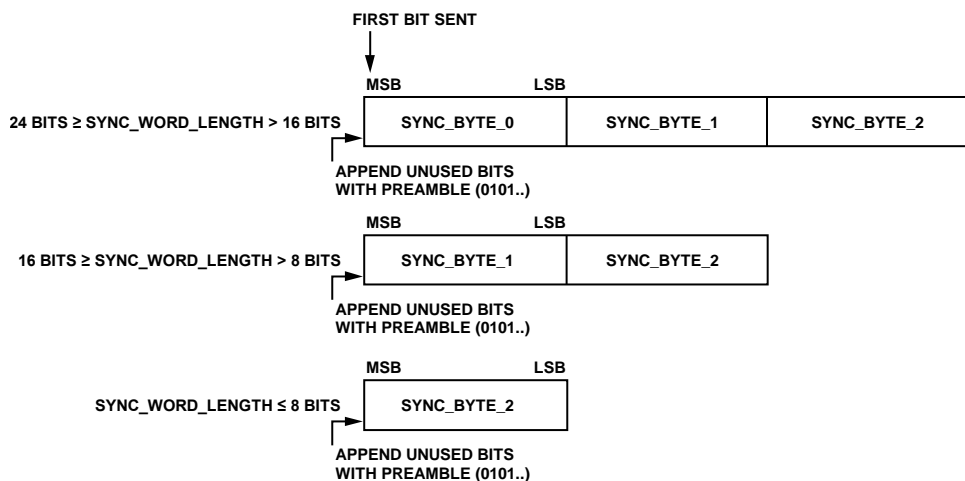 FIRST BIT SENT
MSB LSB
24 BITS ≥ SYNC_WORD_LENGTH > 16 BITS
SYNC_BYTE_0 SYNC_BYTE_1 SYNC_BYTE_2
APPEND UNUSED BITS
WITH PREAMBLE (0101..)
MSB LSB
16 BITS ≥ SYNC_WORD_LENGTH > 8 BITS
SYNC_BYTE_1 SYNC_BYTE_2
APPEND UNUSED BITS
WITH PREAMBLE (0101..)
MSB LSB
SYNC_WORD_LENGTH ≤ 8 BITS
SYNC_BYTE_2
APPEND UNUSED BITS
WITH PREAMBLE (0101..)